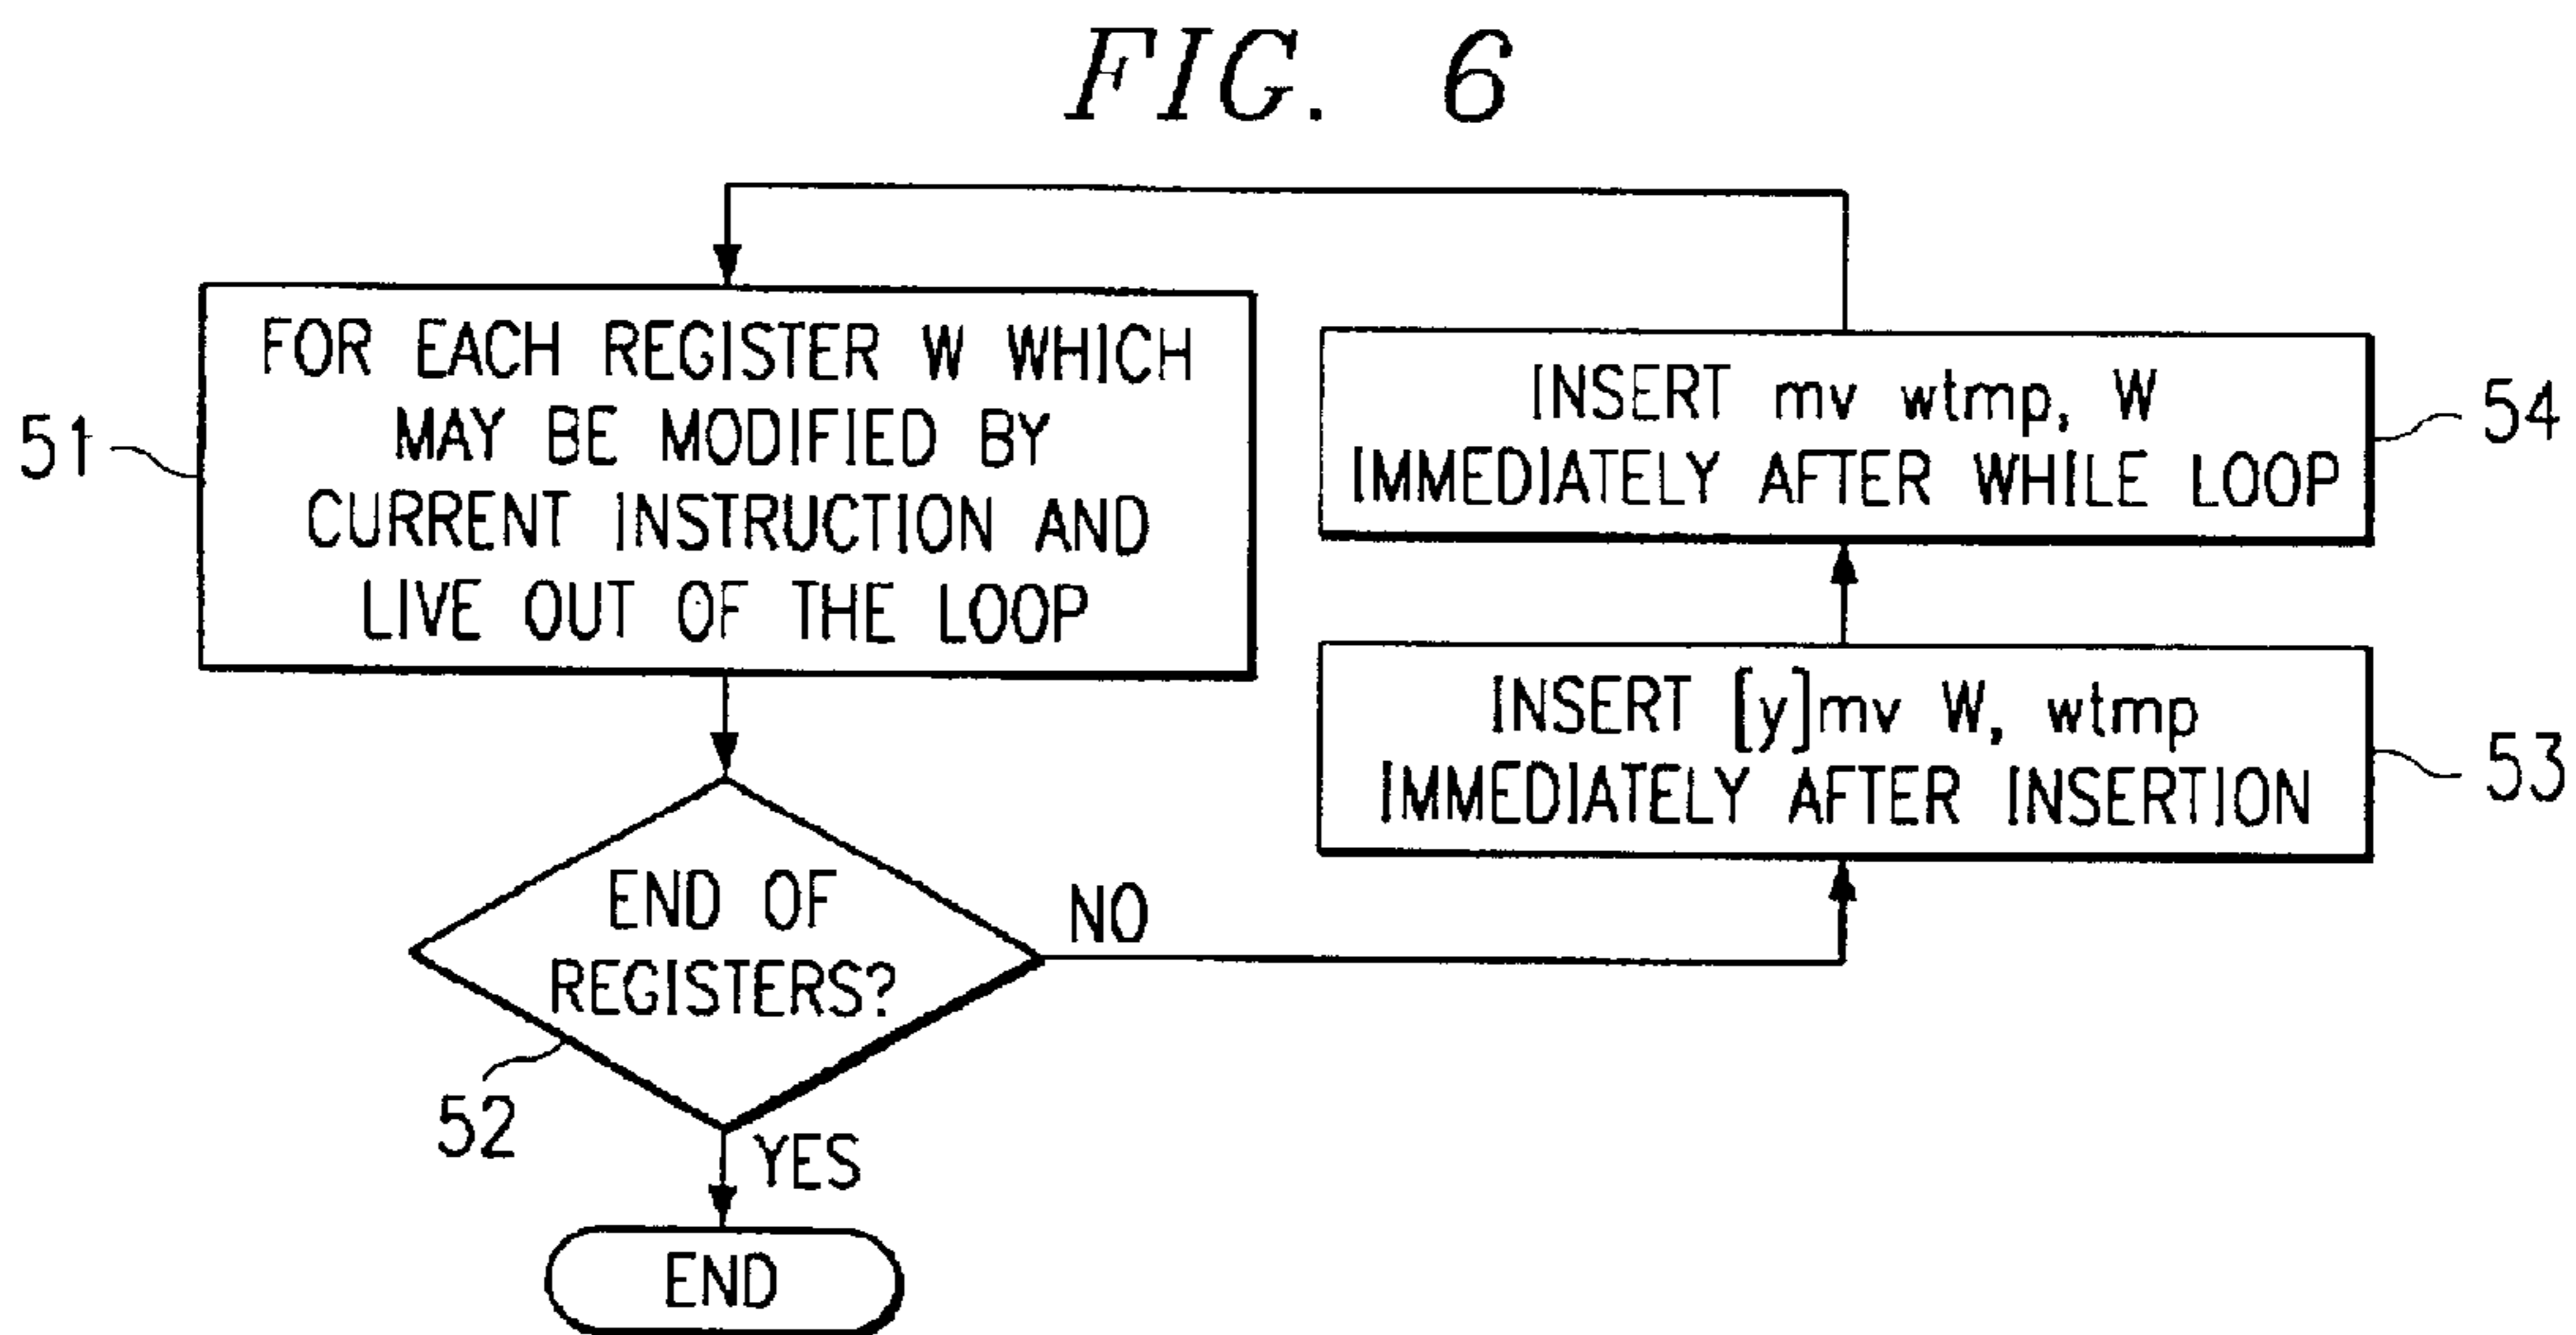 FIG. 6
51
FOR EACH REGISTER W WHICH
MAY BE MODIFIED BY
CURRENT INSTRUCTION AND
LIVE OUT OF THE LOOP
52
END OF
REGISTERS?
NO
YES
END
INSERT [y]mv W, wtmp
IMMEDIATELY AFTER INSERTION
53
INSERT mv wtmp, W
IMMEDIATELY AFTER WHILE LOOP
54